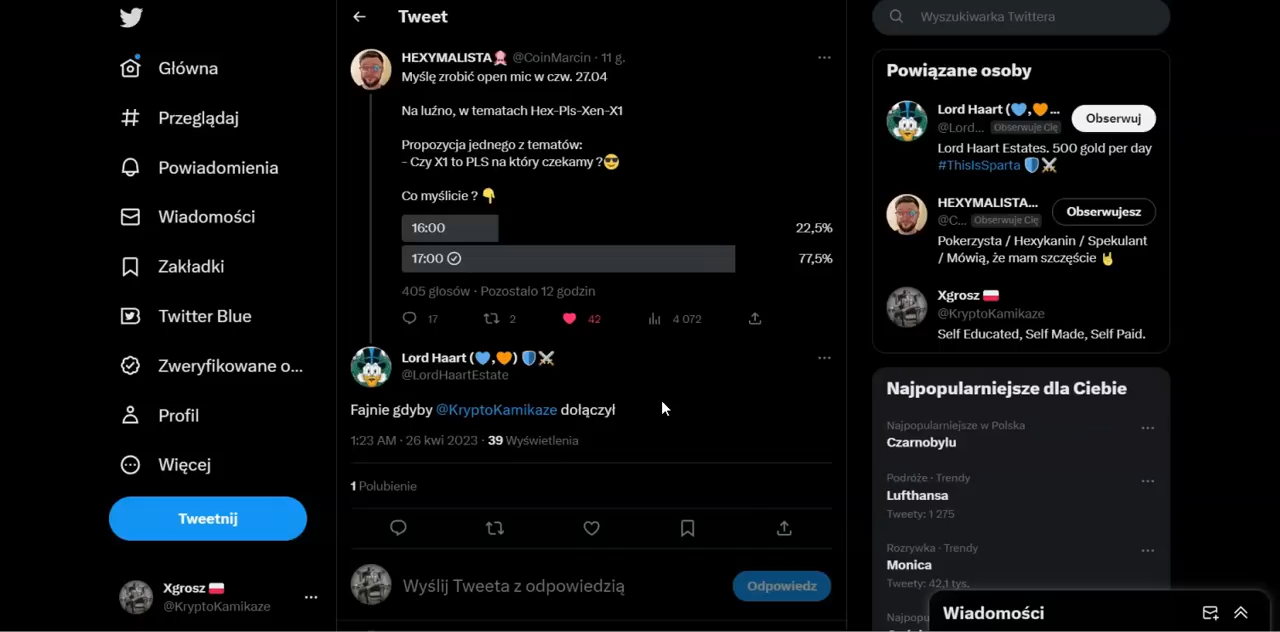 Główna
Przeglądaj
Powiadomienia
Wiadomości
Zakładki
Twitter Blue
Zweryfikowane o...
Profil
Więcej
Tweetnij
Xgrosz
@KryptoKamikaze
Tweet
HEXYMALISTA @CoinMarcin · 11 g.
Myślę zrobić open mic w czw. 27.04
Na luźno, w tematach Hex-Pls-Xen-X1
Propozycja jednego z tematów:
- Czy X1 to PLS na który czekamy ?😎
Co myślicie ? 👇
16:00 22,5%
17:00 77,5%
405 głosów · Pozostało 12 godzin
17 2 42 4 072
Lord Haart (💙,🧡) 🛡⚔
@LordHaartEstate
Fajnie gdyby @KryptoKamikaze dołączył
1:23 AM · 26 kwi 2023 · 39 Wyświetlenia
1 Polubienie
Wyślij Tweeta z odpowiedzią
Odpowiedz
Wyszukiwarka Twittera
Powiązane osoby
Lord Haart (💙,🧡...
@Lord... Obserwuje Cię
Obserwuj
Lord Haart Estates. 500 gold per day
#ThisIsSparta 🛡⚔
HEXYMALISTA...
@C... Obserwuje Cię
Obserwujesz
Pokerzysta / Hexykanin / Spekulant
/ Mówią, że mam szczęście 🤘
Xgrosz 🇵🇱
@KryptoKamikaze
Self Educated, Self Made, Self Paid.
Najpopularniejsze dla Ciebie
Najpopularniejsze w Polska
Czarnobylu
Podróże · Trendy
Lufthansa
Tweety: 1 275
Rozrywka · Trendy
Monica
Tweety: 42,1 tys.
Najpopu
Wiadomości